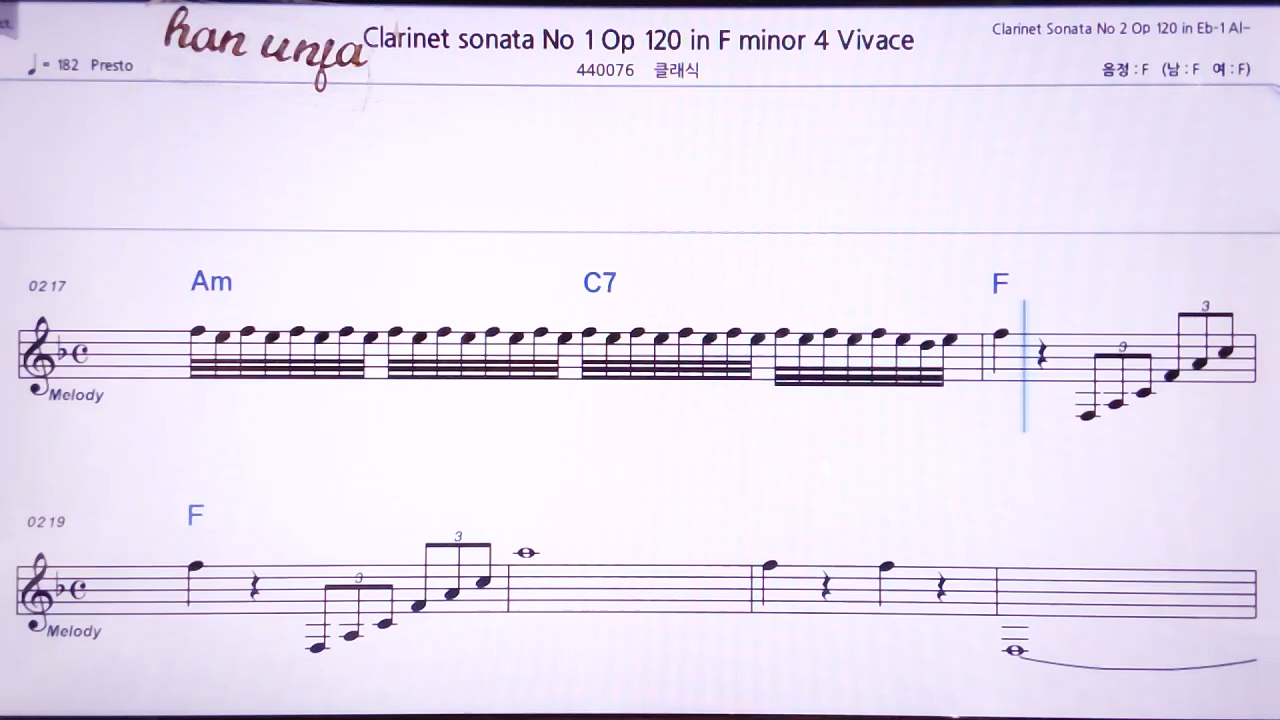 ct.
han unfa
Clarinet sonata No 1 Op 120 in F minor 4 Vivace
Clarinet Sonata No 2 Op 120 in Eb-1 Al-
= 182 Presto
440076 클래식
음정 : F (남 : F 여 : F)
0217 Am C7 F
3 3
Melody
0219 F
3 3
Melody